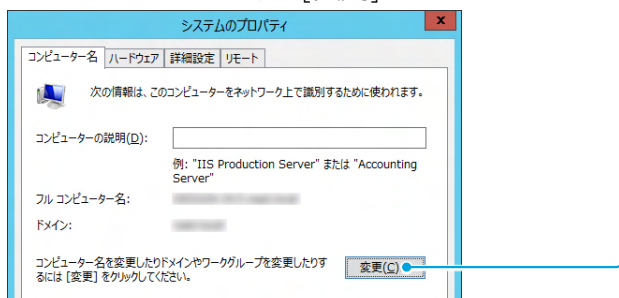 システムのプロパティ
x
コンピューター名 ハードウェア 詳細設定 リモート
次の情報は、このコンピューターをネットワーク上で識別するために使われます。
コンピューターの説明(D):
例: "IIS Production Server" または "Accounting
Server"
フル コンピューター名:
ドメイン:
コンピューター名を変更したりドメインやワークグループを変更したりす
るには [変更] をクリックしてください。
変更(C)